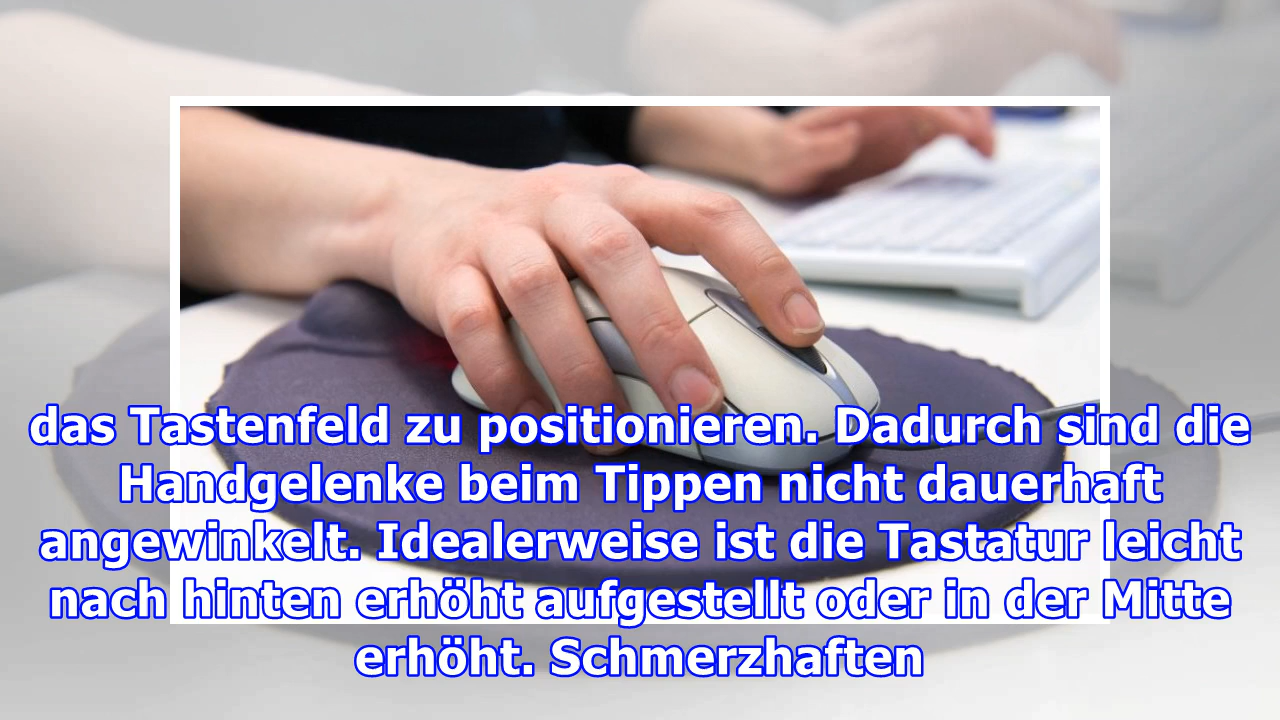 das Tastenfeld zu positionieren. Dadurch sind die
Handgelenke beim Tippen nicht dauerhaft
angewinkelt. Idealerweise ist die Tastatur leicht
nach hinten erhöht aufgestellt oder in der Mitte
erhöht. Schmerzhaften